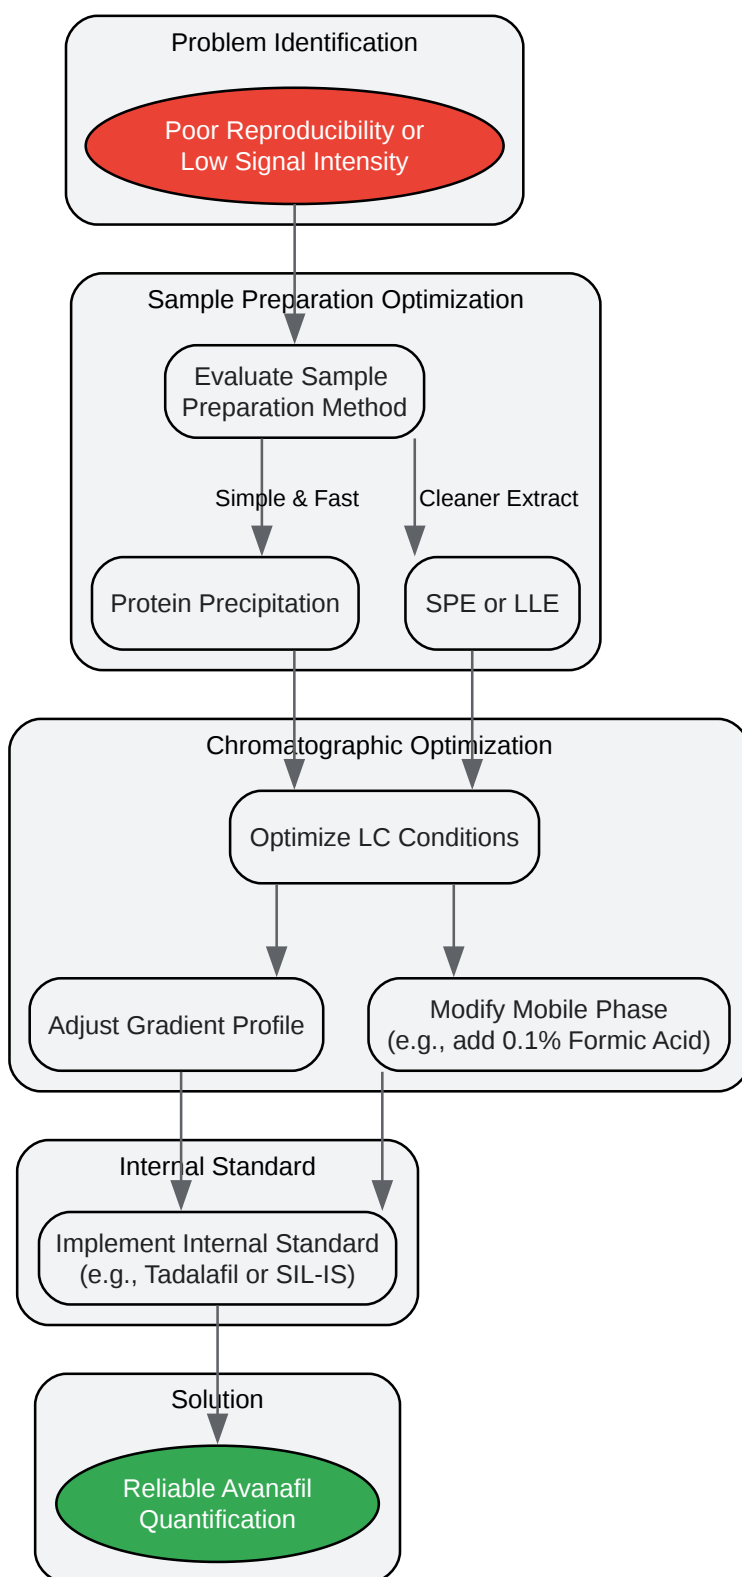 Problem Identification
Poor Reproducibility or
Low Signal Intensity
Sample Preparation Optimization
Evaluate Sample
Preparation Method
Simple & Fast
Cleaner Extract
Protein Precipitation
SPE or LLE
Chromatographic Optimization
Optimize LC Conditions
Adjust Gradient Profile
Modify Mobile Phase
(e.g., add 0.1% Formic Acid)
Internal Standard
Implement Internal Standard
(e.g., Tadalafil or SIL-IS)
Solution
Reliable Avanafil
Quantification